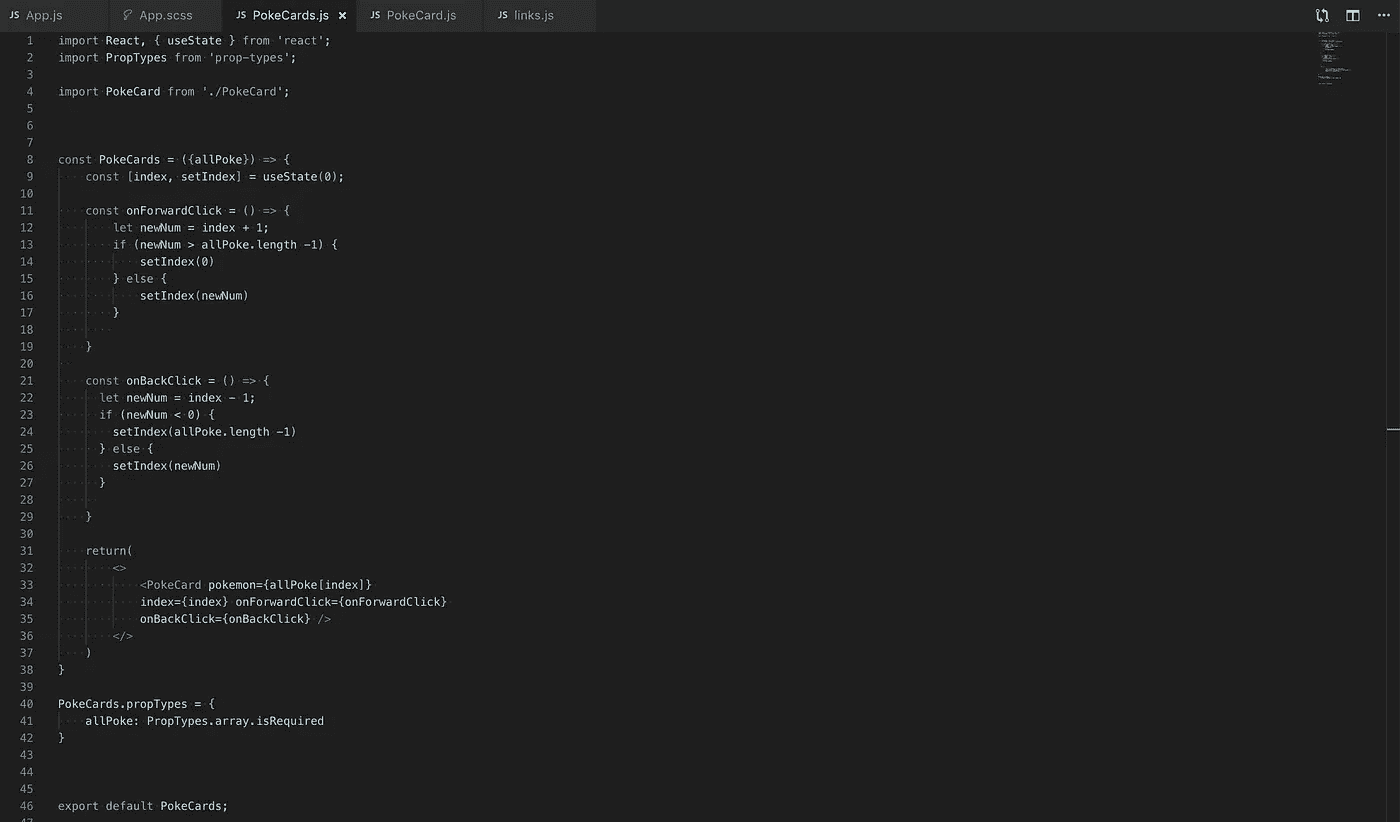 JS App.js App.scss JS PokeCards.js × JS PokeCard.js JS links.js ...
1 import React, { useState } from 'react';
2 import PropTypes from 'prop-types';
3
4 import PokeCard from './PokeCard';
5
6
7
8 const PokeCards = ({allPoke}) => {
9 const [index, setIndex] = useState(0);
10
11 const onForwardClick = () => {
12 let newNum = index + 1;
13 if (newNum > allPoke.length -1) {
14 setIndex(0)
15 } else {
16 setIndex(newNum)
17 }
18
19 }
20
21 const onBackClick = () => {
22 let newNum = index - 1;
23 if (newNum < 0) {
24 setIndex(allPoke.length -1)
25 } else {
26 setIndex(newNum)
27 }
28
29 }
30
31 return(
32 <>
33 <PokeCard pokemon={allPoke[index]}
34 index={index} onForwardClick={onForwardClick}
35 onBackClick={onBackClick} />
36 </>
37 )
38 }
39
40 PokeCards.propTypes = {
41 allPoke: PropTypes.array.isRequired
42 }
43
44
45
46 export default PokeCards;